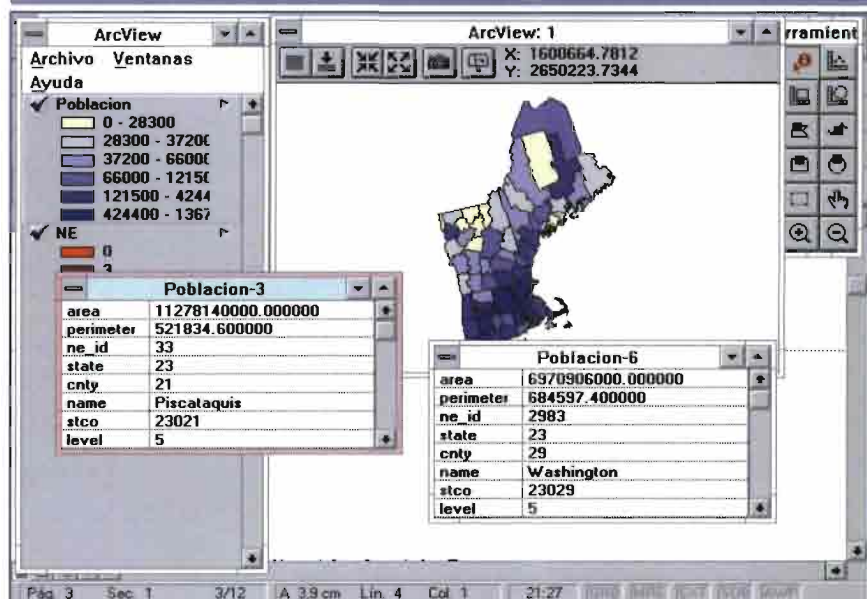 ArcView
Archivo Ventanas
Ayuda
Poblacion
0 - 28300
28300 - 3720(
37200 - 6600(
66000 - 1215(
121500 - 4244
424400 - 1367
NE
0
3
ArcView: 1
X: 1600664.7812
Y: 2650223.7344
rramient
Poblacion-3
area 11278140000.000000
perimeter 521834.600000
ne_id 33
state 23
cnty 21
name Piscataquis
stco 23021
level 5
Poblacion-6
area 6970906000.000000
perimeter 684597.400000
ne_id 2983
state 23
cnty 29
name Washington
stco 23029
level 5
Pág. 3 Sec. 1 3/12 A 3.9 cm Lín. 4 Col. 1 21:27